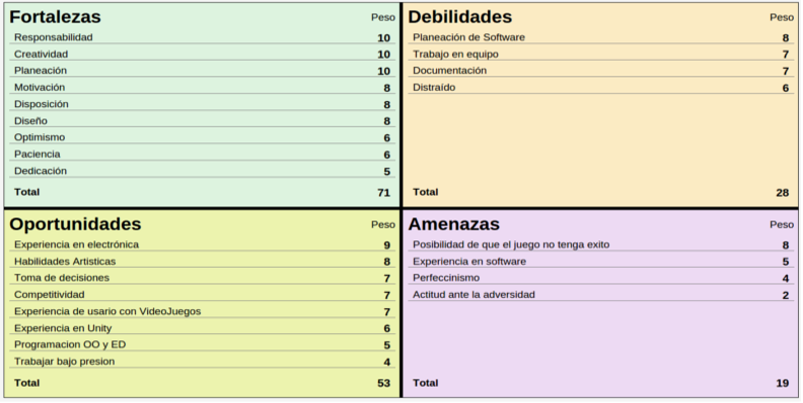 Fortalezas Peso
Responsabilidad 10
Creatividad 10
Planeación 10
Motivación 8
Disposición 8
Diseño 8
Optimismo 6
Paciencia 6
Dedicación 5
Total 71
Debilidades Peso
Planeación de Software 8
Trabajo en equipo 7
Documentación 7
Distraído 6
Total 28
Oportunidades Peso
Experiencia en electrónica 9
Habilidades Artisticas 8
Toma de decisiones 7
Competitividad 7
Experiencia de usario con VideoJuegos 7
Experiencia en Unity 6
Programacion OO y ED 5
Trabajar bajo presion 4
Total 53
Amenazas Peso
Posibilidad de que el juego no tenga exito 8
Experiencia en software 5
Perfeccinismo 4
Actitud ante la adversidad 2
Total 19